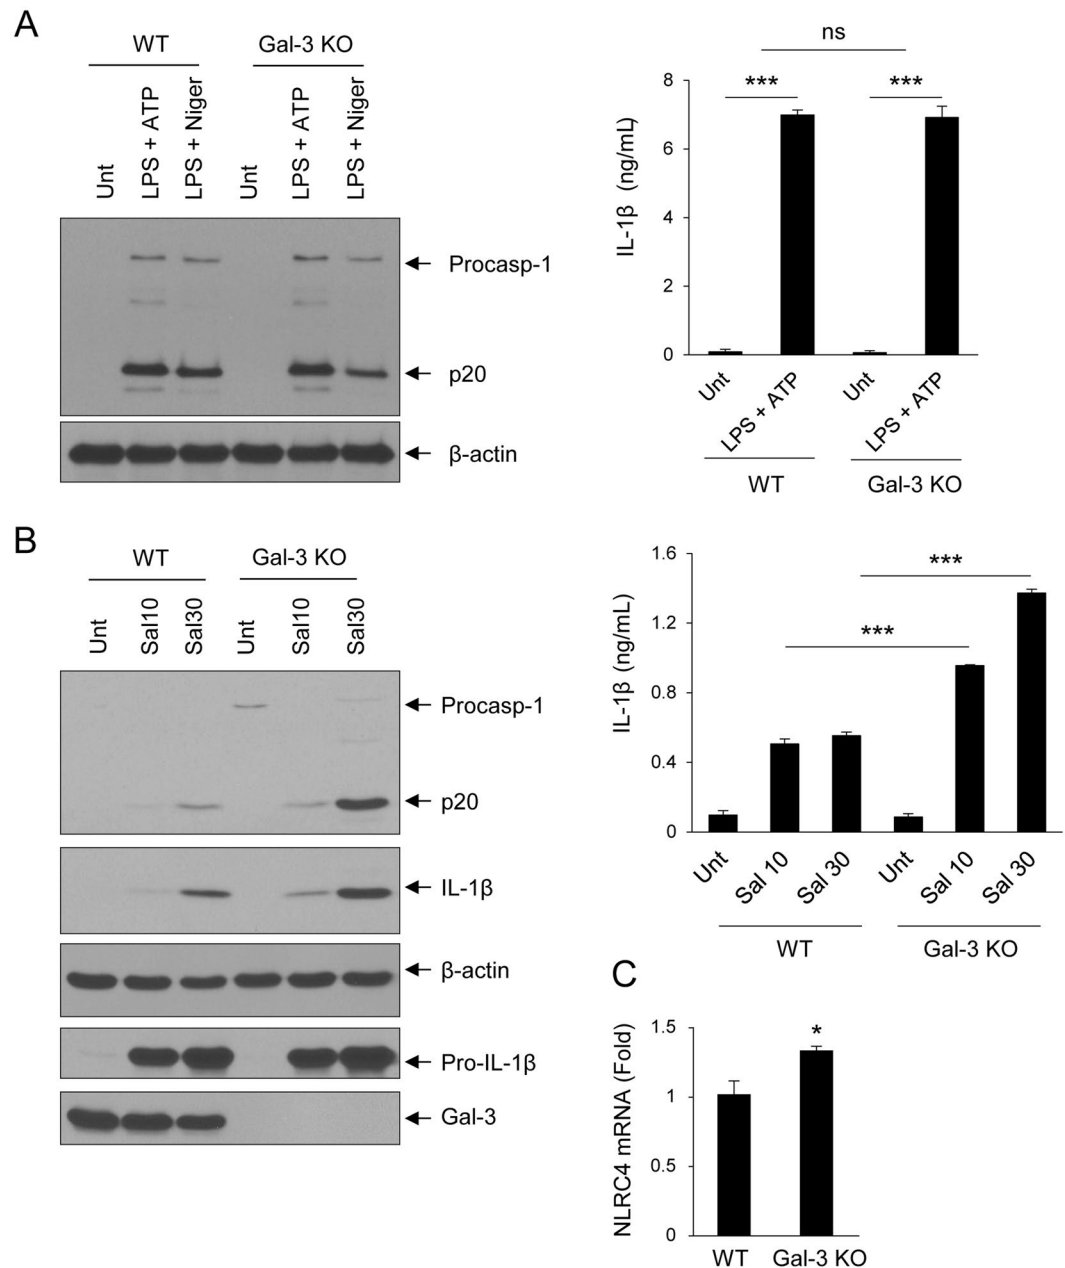 A
WT
Gal-3 KO
Unt
LPS + ATP
LPS + Niger
Unt
LPS + ATP
LPS + Niger
Procasp-1
p20
β-actin
ns
***
***
IL-1β (ng/mL)
8
6
4
2
0
Unt
LPS + ATP
Unt
LPS + ATP
WT
Gal-3 KO
B
WT
Gal-3 KO
Unt
Sal10
Sal30
Unt
Sal10
Sal30
Procasp-1
p20
IL-1β
β-actin
Pro-IL-1β
Gal-3
IL-1β (ng/mL)
1.6
1.2
0.8
0.4
0
***
***
Unt
Sal 10
Sal 30
Unt
Sal 10
Sal 30
WT
Gal-3 KO
C
NLRC4 mRNA (Fold)
1.5
1
0.5
0
*
WT
Gal-3 KO